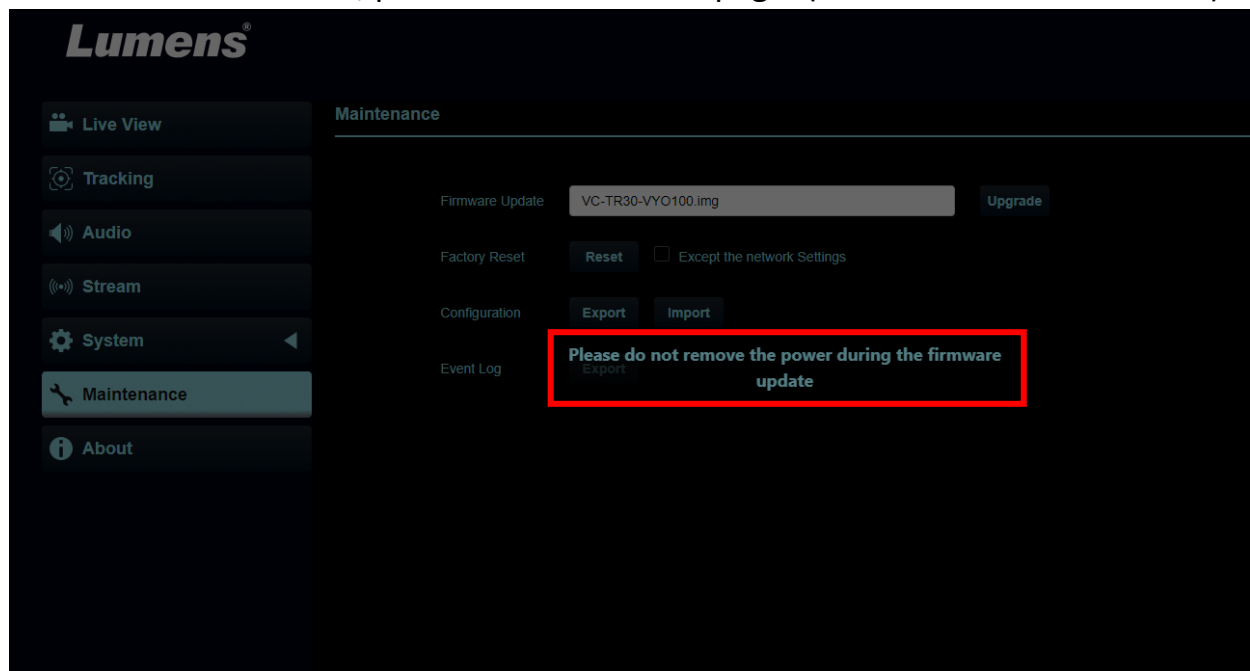 Lumens®
Live View
Maintenance
Tracking
Firmware Update VC-TR30-VYO100.img Upgrade
Audio
Factory Reset Reset Except the network Settings
Stream
Configuration Export Import
System
Please do not remove the power during the firmware
update
Event Log Export
Maintenance
About